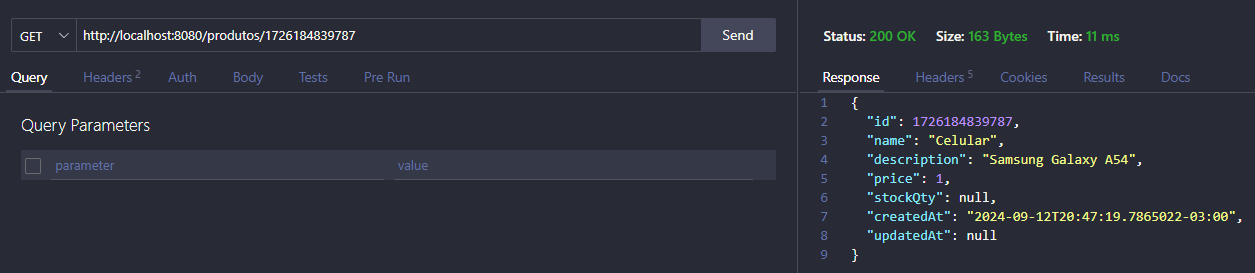 GET http://localhost:8080/produtos/1726184839787 Send
Query Headers 2 Auth Body Tests Pre Run
Query Parameters
parameter value
Status: 200 OK Size: 163 Bytes Time: 11 ms
Response Headers 5 Cookies Results Docs
1 {
2 "id": 1726184839787,
3 "name": "Celular",
4 "description": "Samsung Galaxy A54",
5 "price": 1,
6 "stockQty": null,
7 "createdAt": "2024-09-12T20:47:19.7865022-03:00",
8 "updatedAt": null
9 }